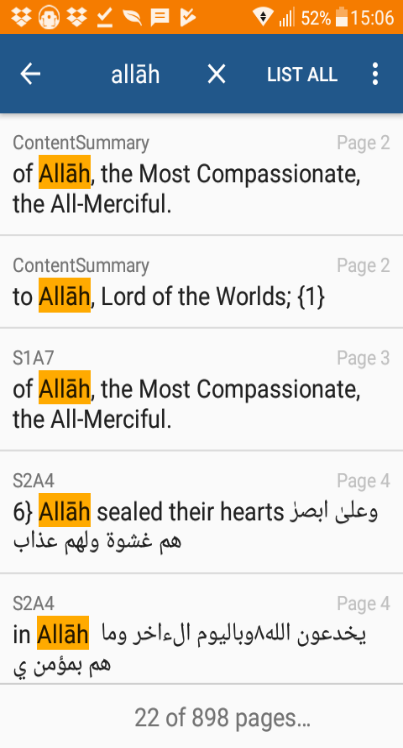 52% 15:06
allāh LIST ALL
ContentSummary Page 2
of Allāh, the Most Compassionate,
the All-Merciful.
ContentSummary Page 2
to Allāh, Lord of the Worlds; {1}
S1A7 Page 3
of Allāh, the Most Compassionate,
the All-Merciful.
S2A4 Page 4
6} Allāh sealed their hearts وعلىٰ ابصرٰ
هم غشوة ولهم عذاب
S2A4 Page 4
in Allāh يخدعون الله٨وباليوم الءاخر وما
هم بمؤمن ي
22 of 898 pages...